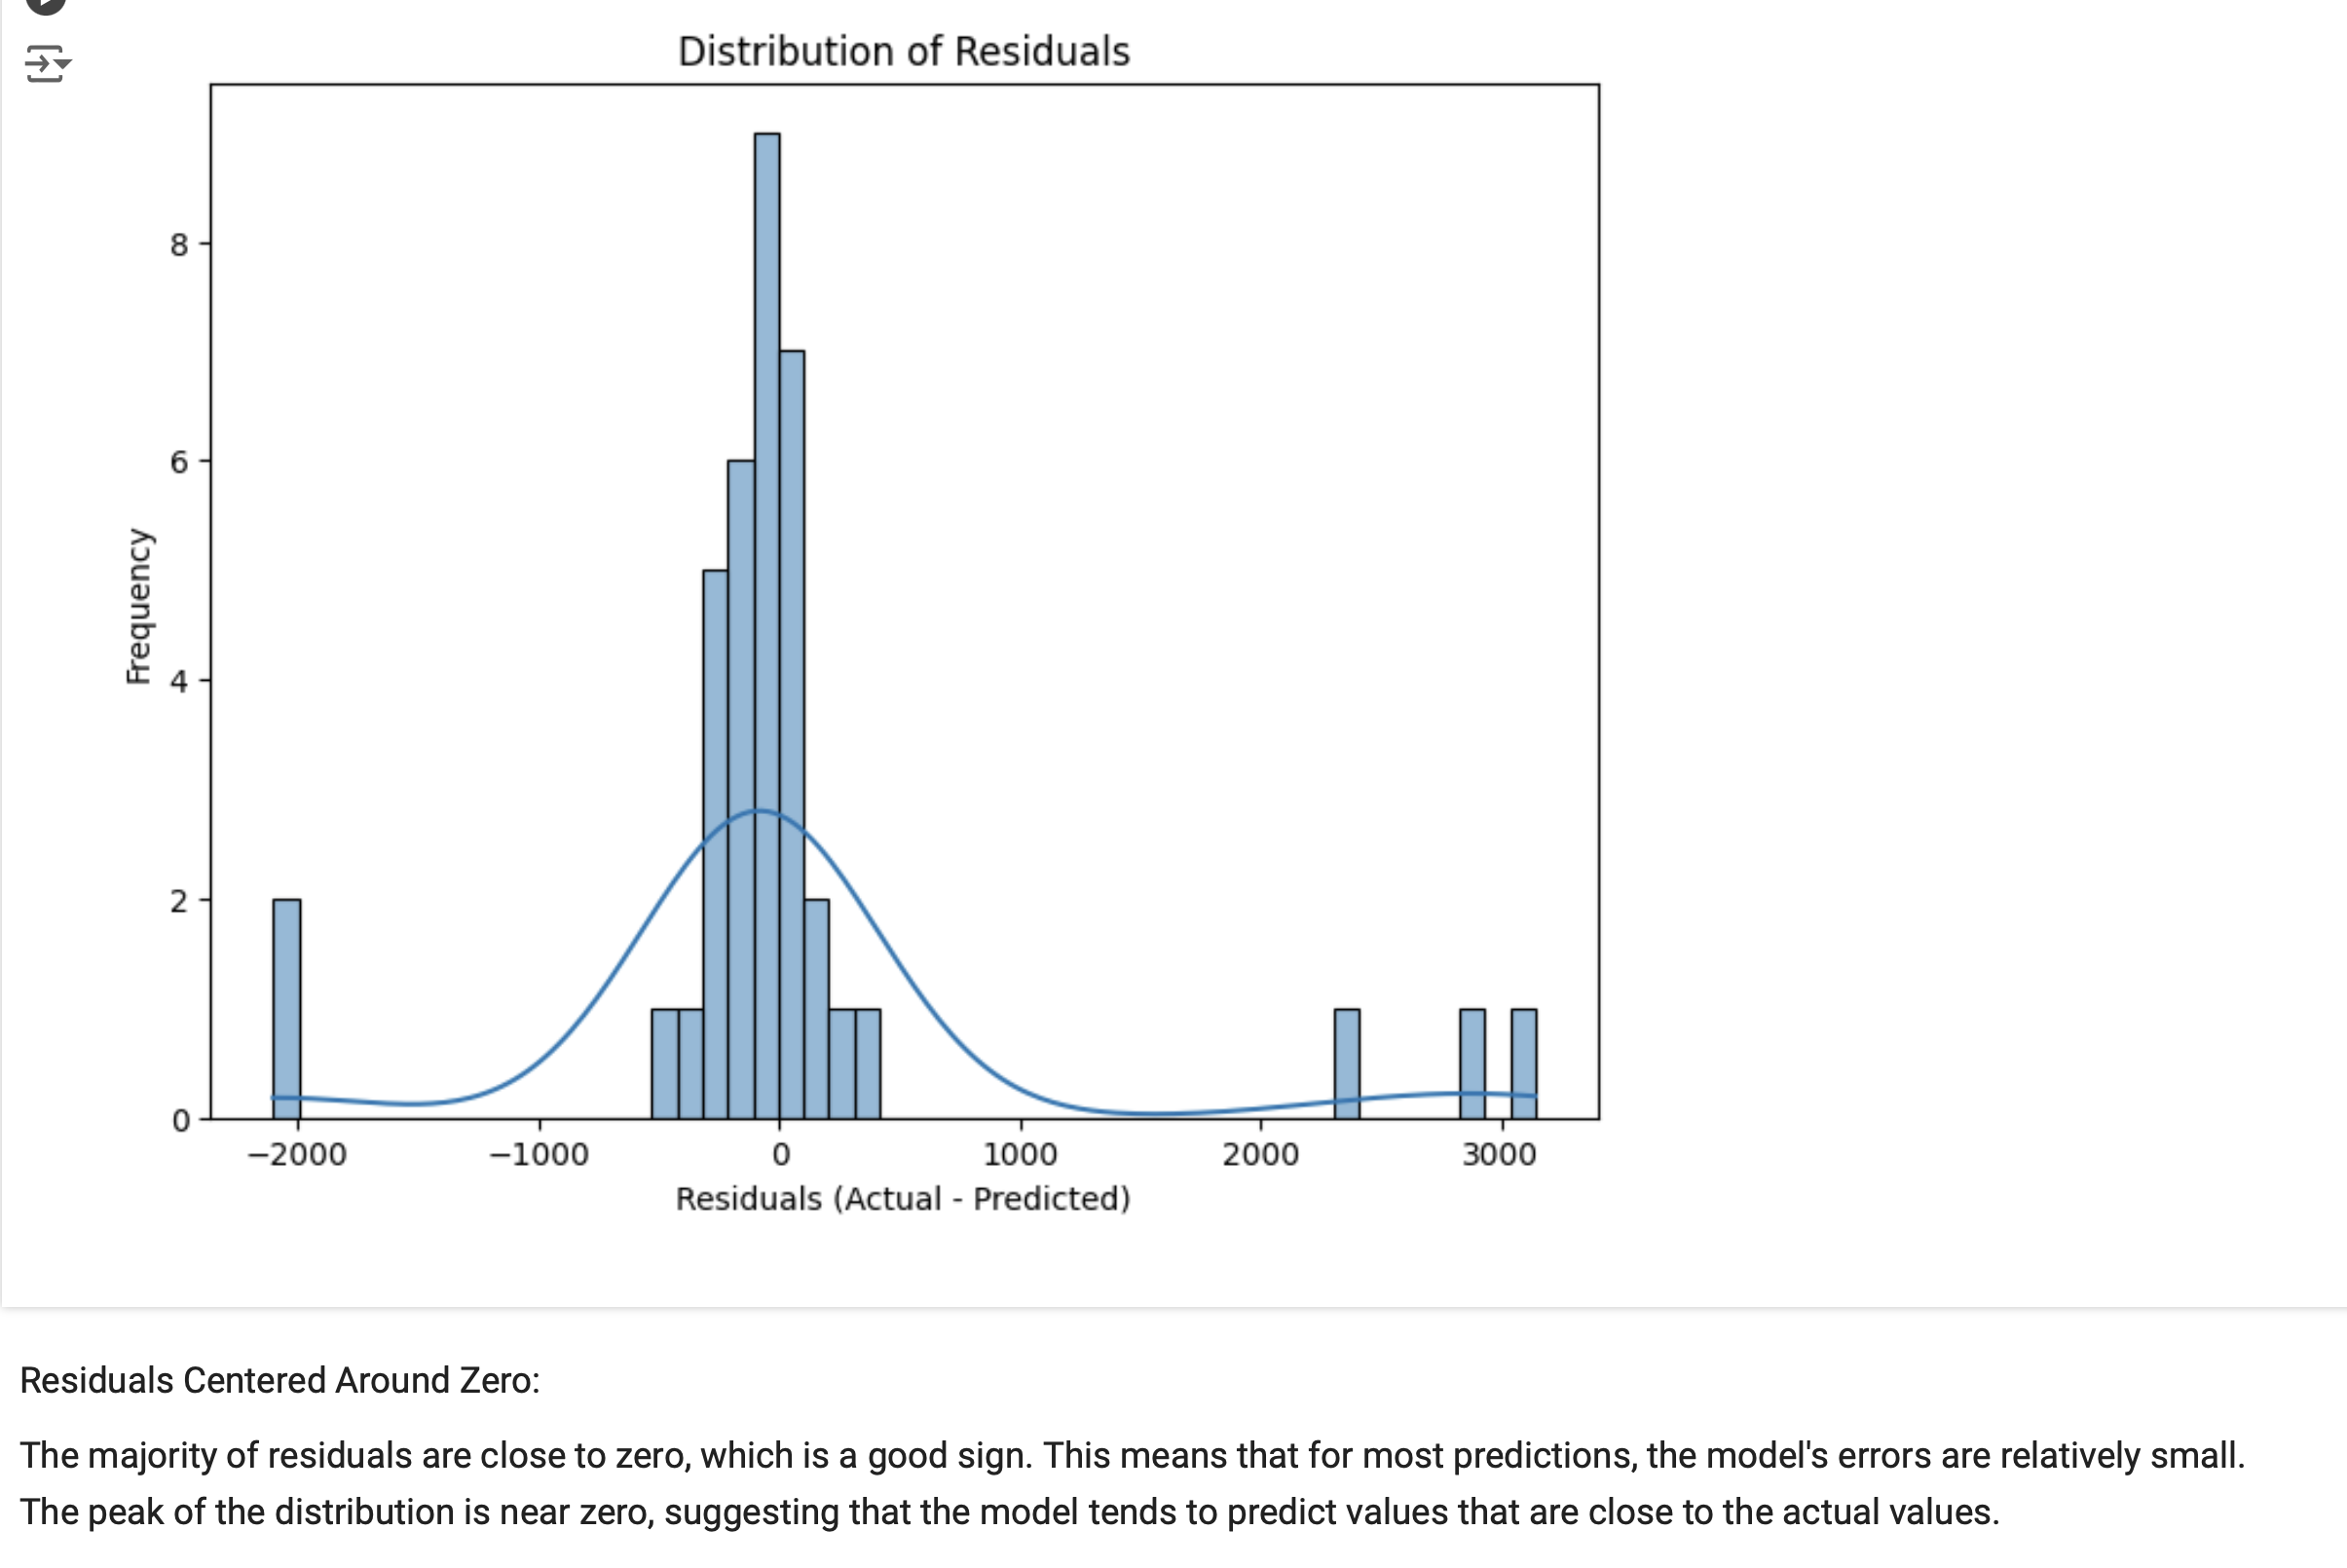 Distribution of Residuals
8
6
4
2
0
Frequency
−2000
−1000
0
1000
2000
3000
Residuals (Actual - Predicted)
Residuals Centered Around Zero:
The majority of residuals are close to zero, which is a good sign. This means that for most predictions, the model's errors are relatively small.
The peak of the distribution is near zero, suggesting that the model tends to predict values that are close to the actual values.